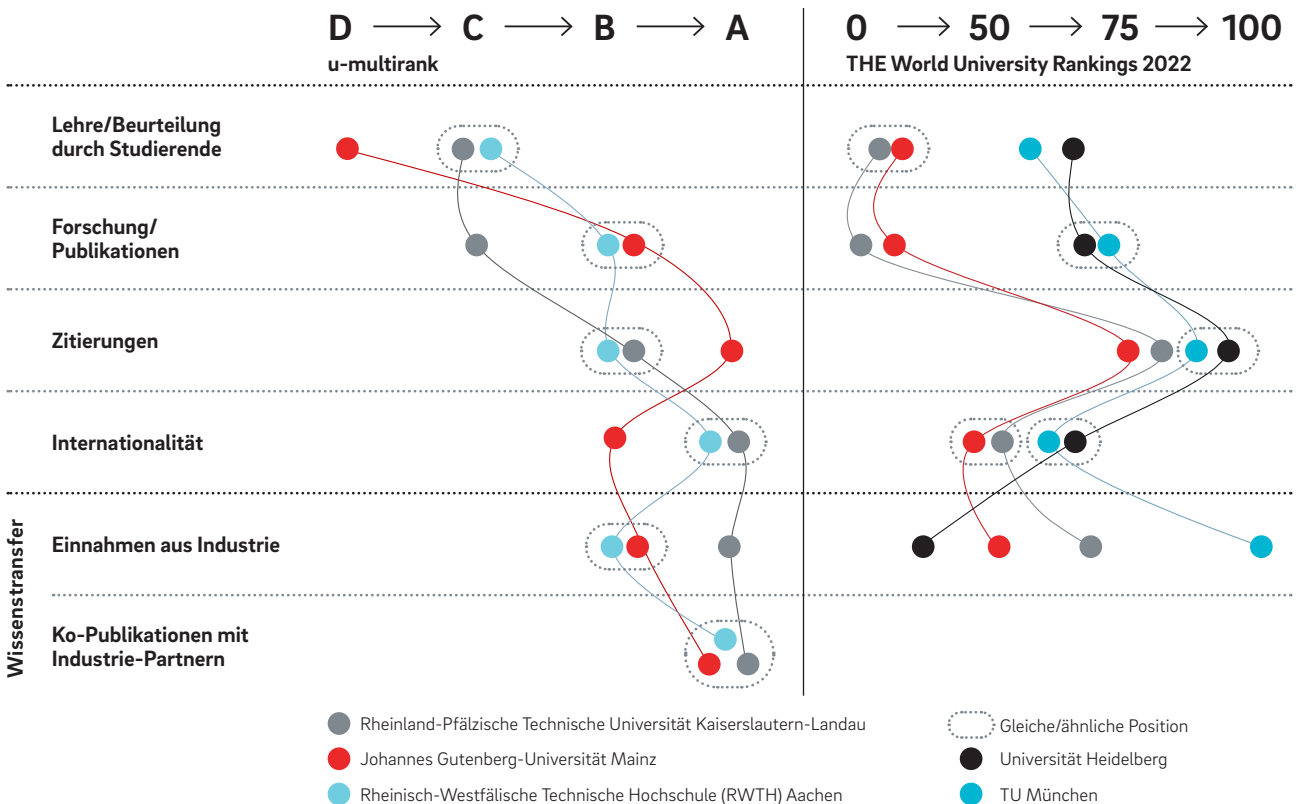 D → C → B → A
u-multirank
0 → 50 → 75 → 100
THE World University Rankings 2022
Lehre/Beurteilung
durch Studierende
Forschung/
Publikationen
Zitierungen
Internationalität
Wissenstransfer
Einnahmen aus Industrie
Ko-Publikationen mit
Industrie-Partnern
Rheinland-Pfälzische Technische Universität Kaiserslautern-Landau
Johannes Gutenberg-Universität Mainz
Rheinisch-Westfälische Technische Hochschule (RWTH) Aachen
Gleiche/ähnliche Position
Universität Heidelberg
TU München